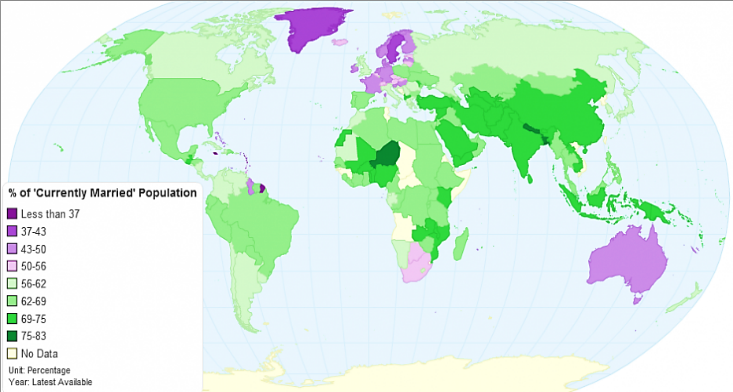 % of 'Currently Married' Population
Less than 37
37-43
43-50
50-56
56-62
62-69
69-75
75-83
No Data
Unit: Percentage
Year: Latest Available